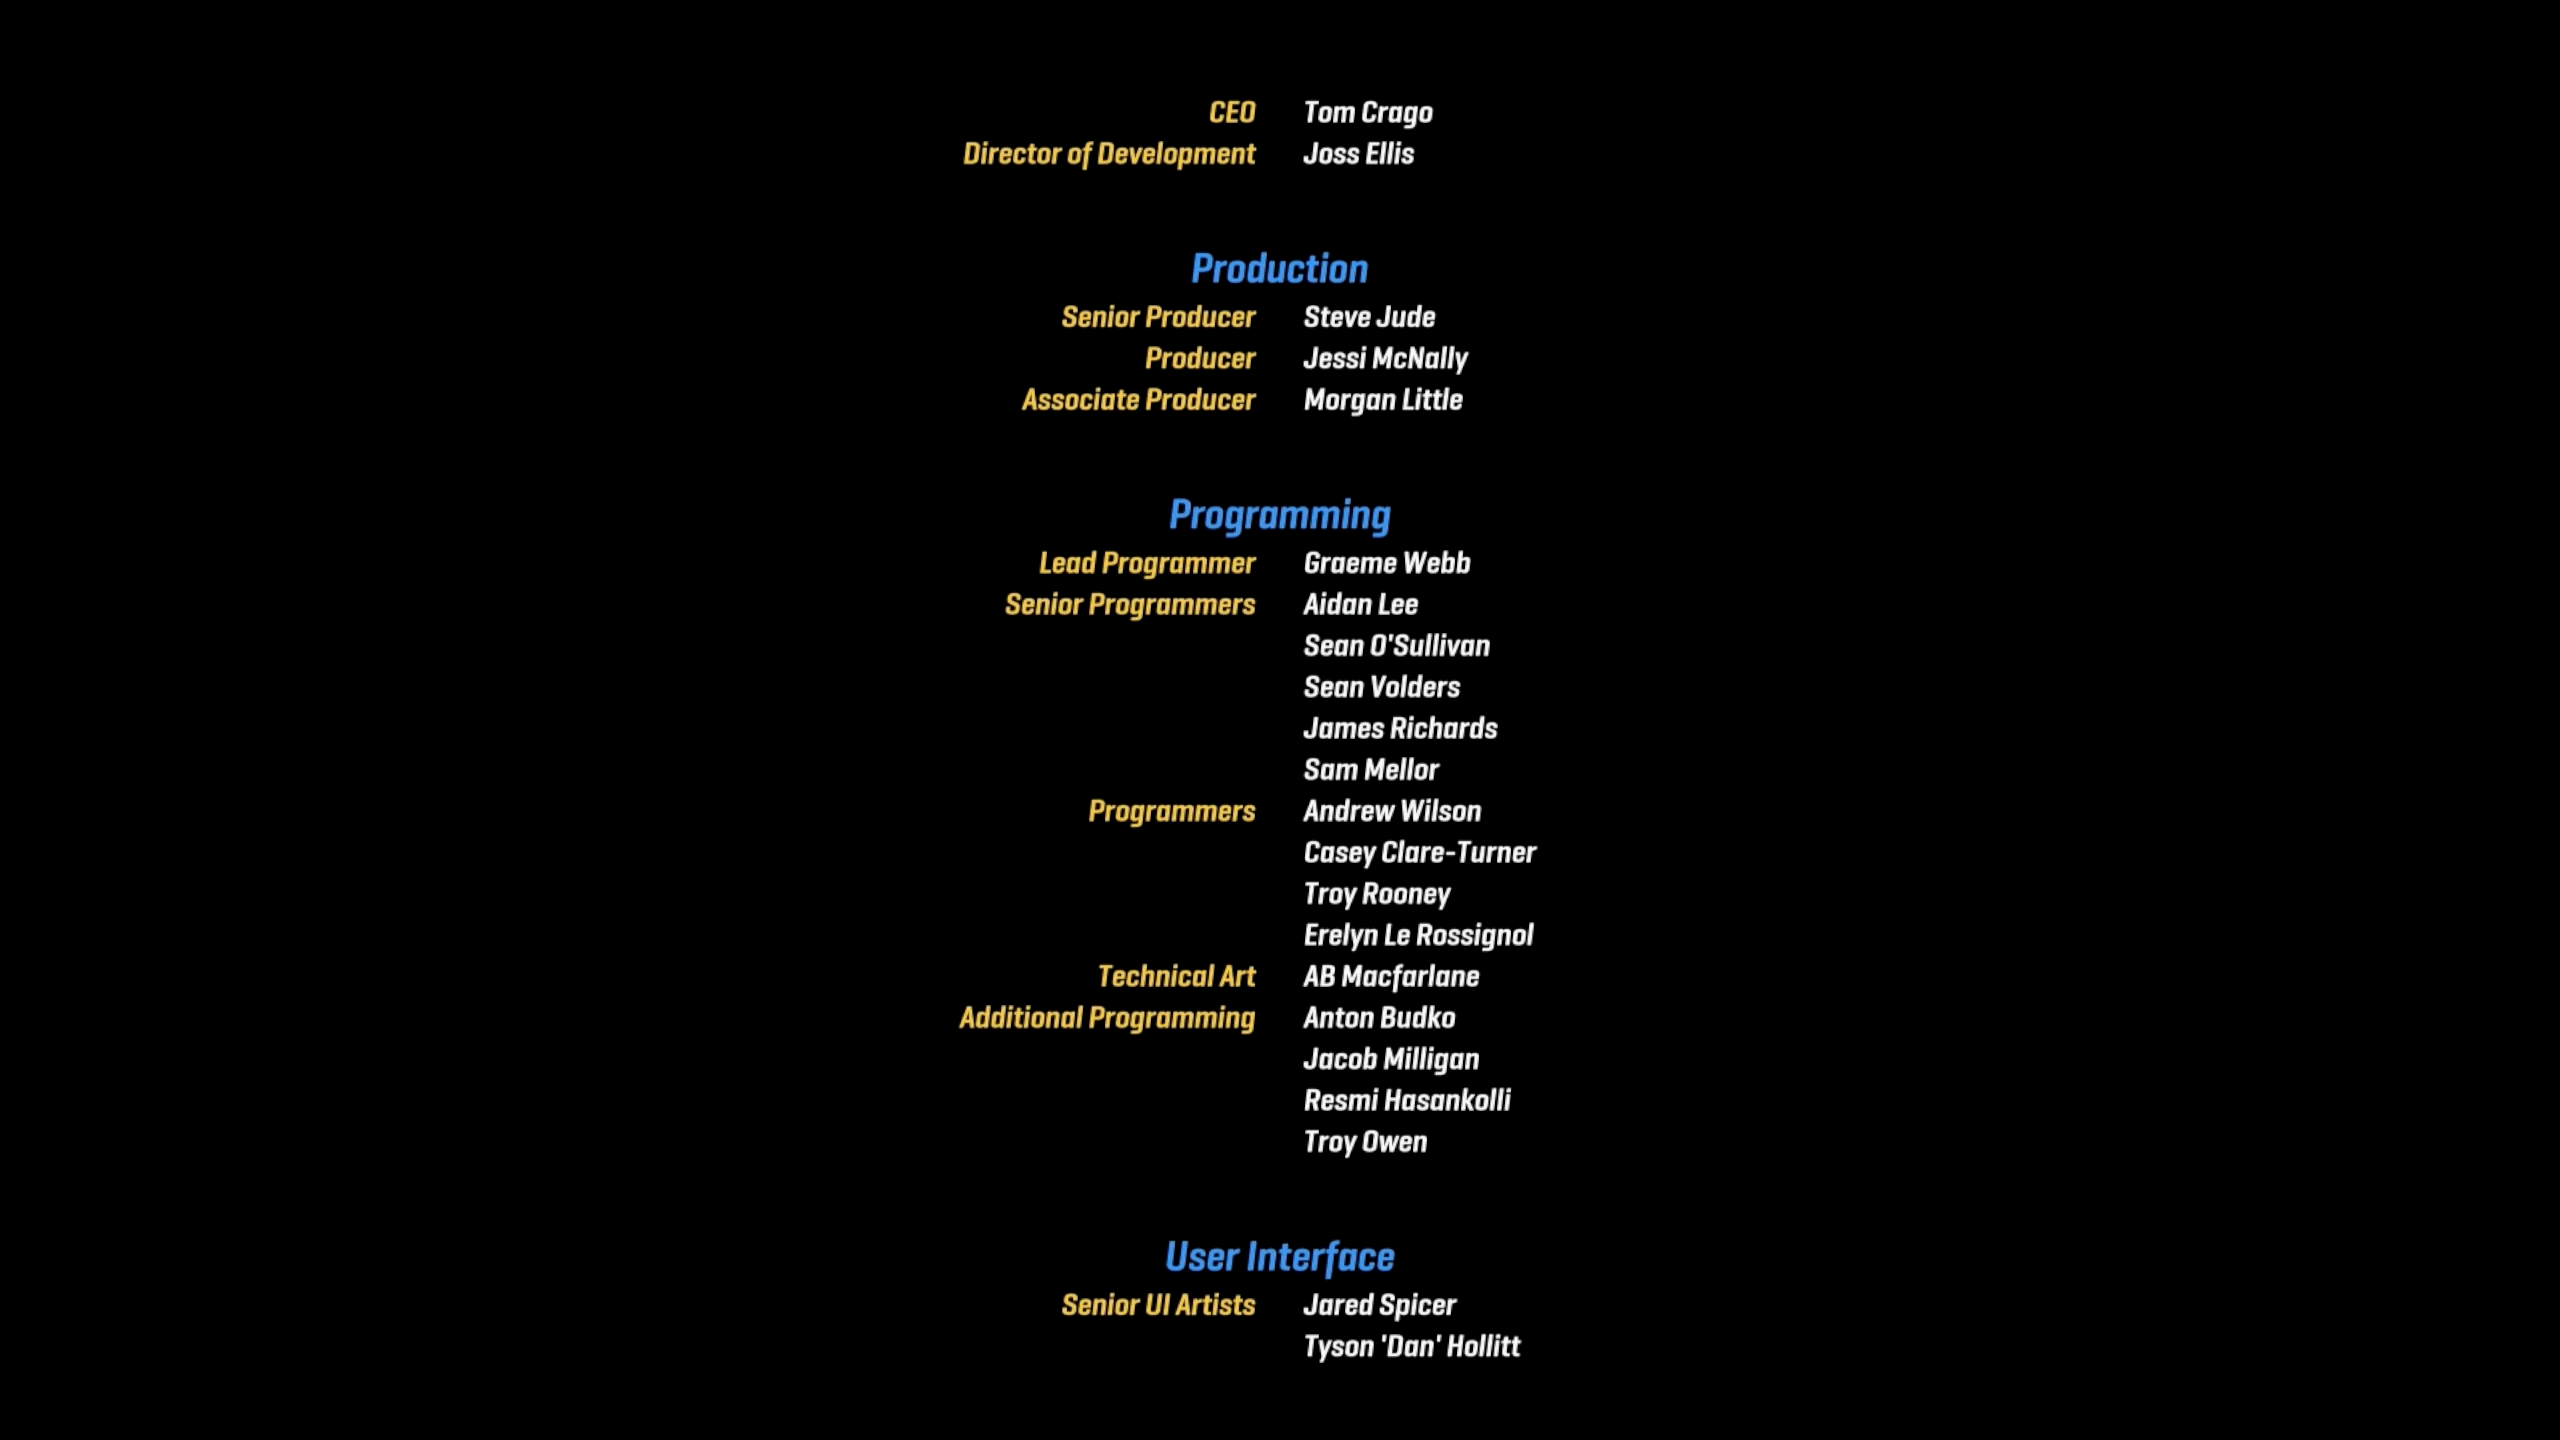 CEO Tom Crago
Director of Development Joss Ellis
Production
Senior Producer Steve Jude
Producer Jessi McNally
Associate Producer Morgan Little
Programming
Lead Programmer Graeme Webb
Senior Programmers Aidan Lee
Sean O'Sullivan
Sean Volders
James Richards
Sam Mellor
Programmers Andrew Wilson
Casey Clare-Turner
Troy Rooney
Erelyn Le Rossignol
Technical Art AB Macfarlane
Additional Programming Anton Budko
Jacob Milligan
Resmi Hasankolli
Troy Owen
User Interface
Senior UI Artists Jared Spicer
Tyson 'Dan' Hollitt